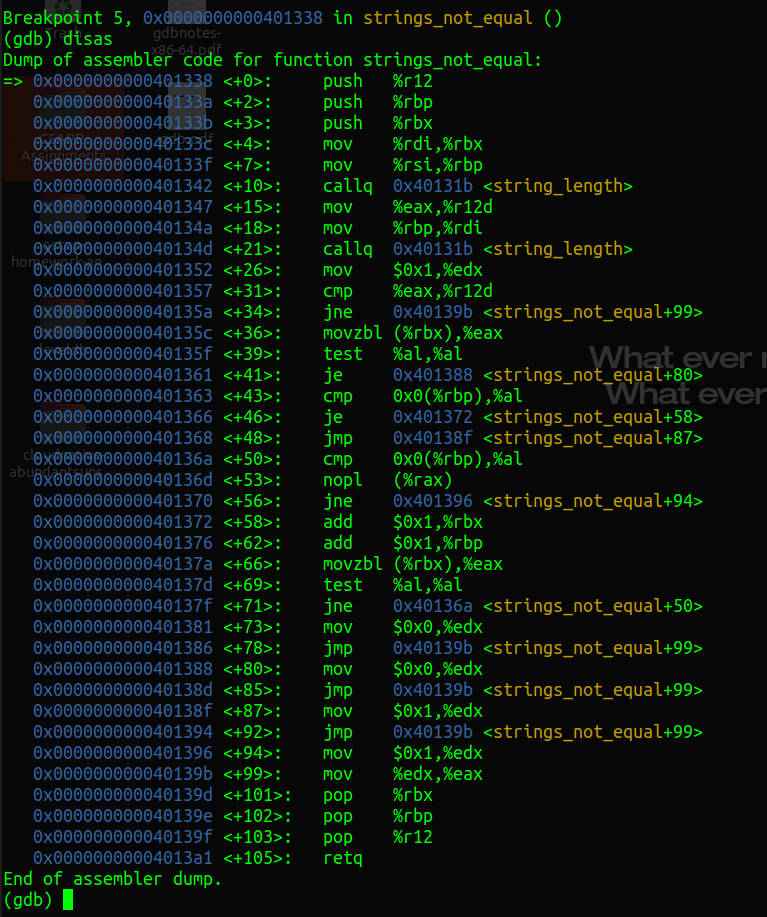 Breakpoint 5, 0x0000000000401338 in strings_not_equal ()
(gdb) disas
Dump of assembler code for function strings_not_equal:
=> 0x0000000000401338 <+0>: push %r12
0x000000000040133a <+2>: push %rbp
0x000000000040133b <+3>: push %rbx
0x000000000040133c <+4>: mov %rdi,%rbx
0x000000000040133f <+7>: mov %rsi,%rbp
0x0000000000401342 <+10>: callq 0x40131b <string_length>
0x0000000000401347 <+15>: mov %eax,%r12d
0x000000000040134a <+18>: mov %rbp,%rdi
0x000000000040134d <+21>: callq 0x40131b <string_length>
0x0000000000401352 <+26>: mov $0x1,%edx
0x0000000000401357 <+31>: cmp %eax,%r12d
0x000000000040135a <+34>: jne 0x40139b <strings_not_equal+99>
0x000000000040135c <+36>: movzbl (%rbx),%eax
0x000000000040135f <+39>: test %al,%al
0x0000000000401361 <+41>: je 0x401388 <strings_not_equal+80>
0x0000000000401363 <+43>: cmp 0x0(%rbp),%al
0x0000000000401366 <+46>: je 0x401372 <strings_not_equal+58>
0x0000000000401368 <+48>: jmp 0x40138f <strings_not_equal+87>
0x000000000040136a <+50>: cmp 0x0(%rbp),%al
0x000000000040136d <+53>: nopl (%rax)
0x0000000000401370 <+56>: jne 0x401396 <strings_not_equal+94>
0x0000000000401372 <+58>: add $0x1,%rbx
0x0000000000401376 <+62>: add $0x1,%rbp
0x000000000040137a <+66>: movzbl (%rbx),%eax
0x000000000040137d <+69>: test %al,%al
0x000000000040137f <+71>: jne 0x40136a <strings_not_equal+50>
0x0000000000401381 <+73>: mov $0x0,%edx
0x0000000000401386 <+78>: jmp 0x40139b <strings_not_equal+99>
0x0000000000401388 <+80>: mov $0x0,%edx
0x000000000040138d <+85>: jmp 0x40139b <strings_not_equal+99>
0x000000000040138f <+87>: mov $0x1,%edx
0x0000000000401394 <+92>: jmp 0x40139b <strings_not_equal+99>
0x0000000000401396 <+94>: mov $0x1,%edx
0x000000000040139b <+99>: mov %edx,%eax
0x000000000040139d <+101>: pop %rbx
0x000000000040139e <+102>: pop %rbp
0x000000000040139f <+103>: pop %r12
0x00000000004013a1 <+105>: retq
End of assembler dump.
(gdb)
Trash
gdbnotes-
x86-64.pdf
Assignments
What ever
What ever